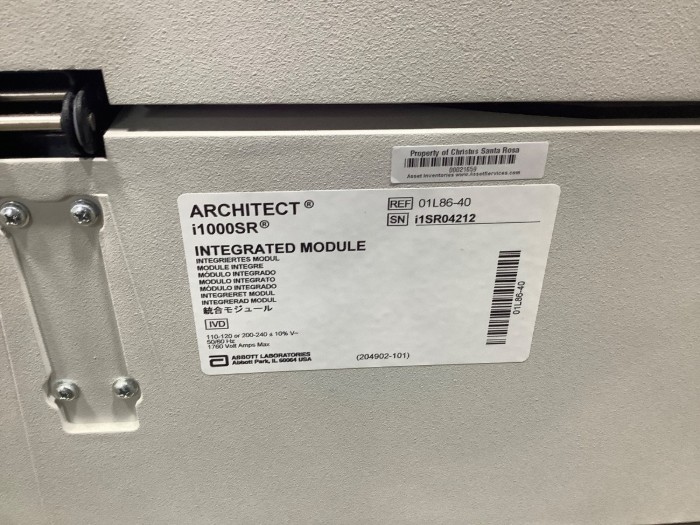 Property of Christus Santa Rosa
00021659
Asset Inventories www.AssetServices.com
ARCHITECT®
i1000SR®
REF 01L86-40
SN i1SR04212
INTEGRATED MODULE
INTEGRIERTES MODUL
MODULE INTEGRE
MÓDULO INTEGRADO
MODULO INTEGRATO
MÓDULO INTEGRADO
INTEGRERET MODUL
INTEGRERAD MODUL
統合モジュール
IVD
110-120 or 200-240 ± 10% V~
50/60 Hz
1760 Volt Amps Max
ABBOTT LABORATORIES
Abbott Park, IL 60064 USA
(204902-101)
01L86-40